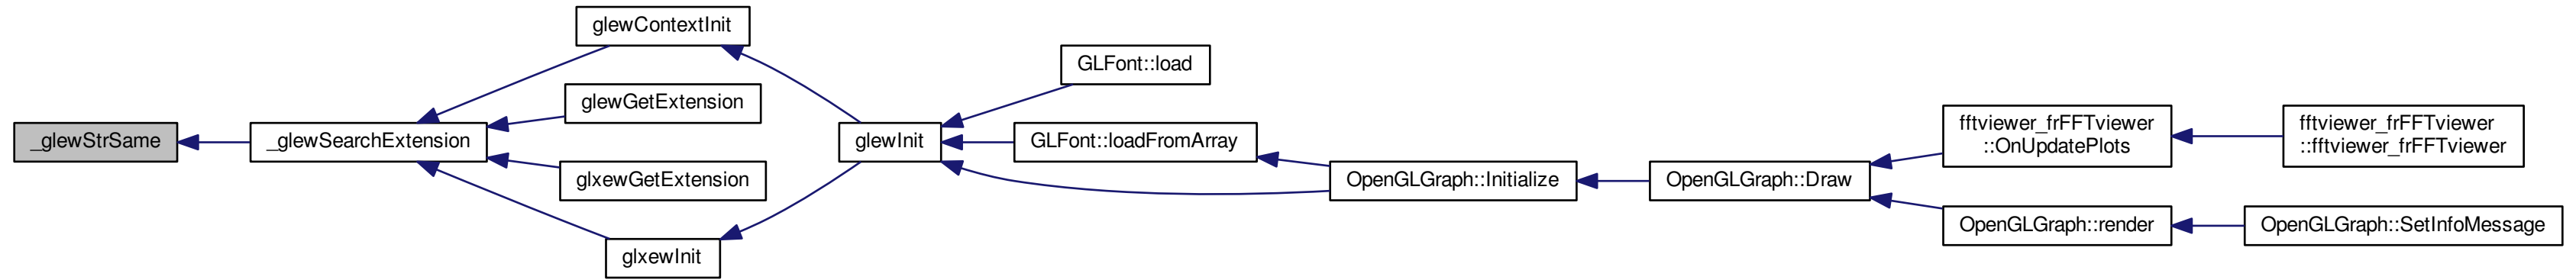 _glewStrSame
_glewSearchExtension
glewContextInit
glewGetExtension
glxewGetExtension
glxewInit
glewInit
GLFont::load
GLFont::loadFromArray
OpenGLGraph::Initialize
OpenGLGraph::Draw
fftviewer_frFFTviewer
::OnUpdatePlots
OpenGLGraph::render
fftviewer_frFFTviewer
::fftviewer_frFFTviewer
OpenGLGraph::SetInfoMessage